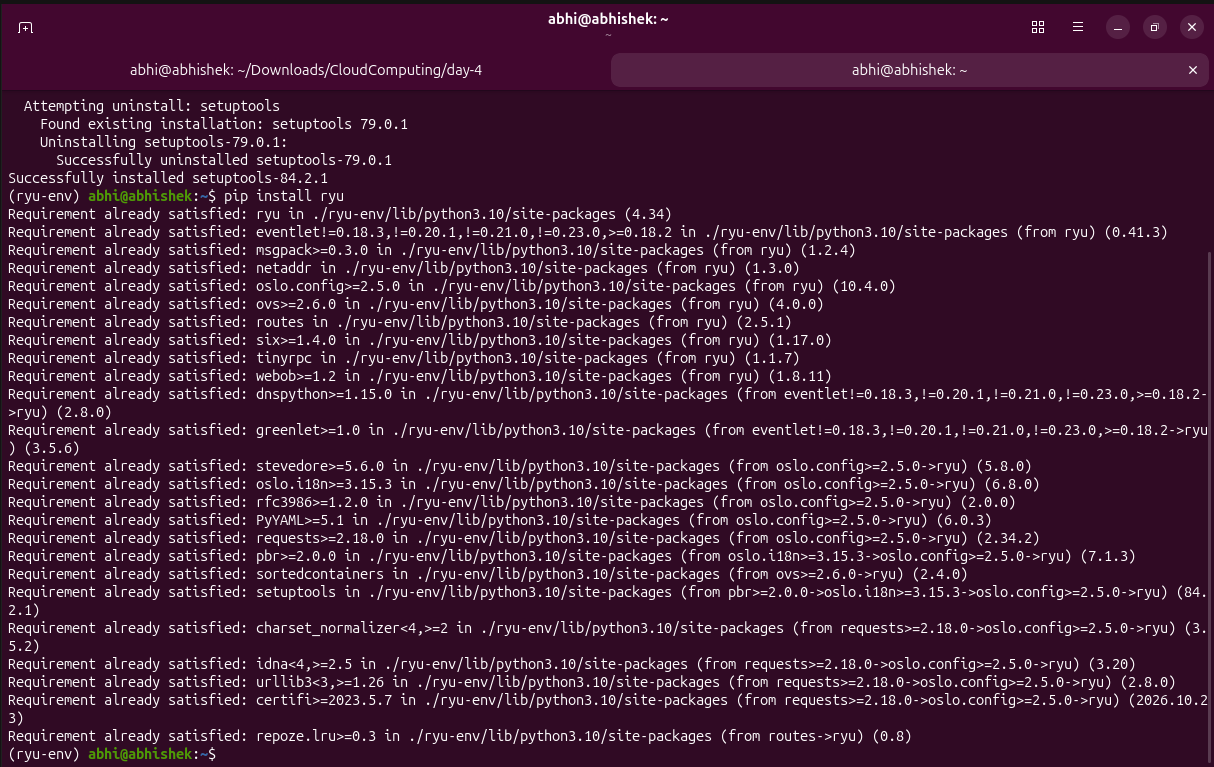 abhi@abhishek: ~
~
abhi@abhishek: ~/Downloads/CloudComputing/day-4
abhi@abhishek: ~
  Attempting uninstall: setuptools
    Found existing installation: setuptools 79.0.1
    Uninstalling setuptools-79.0.1:
      Successfully uninstalled setuptools-79.0.1
Successfully installed setuptools-84.2.1
(ryu-env) abhi@abhishek:~$ pip install ryu
Requirement already satisfied: ryu in ./ryu-env/lib/python3.10/site-packages (4.34)
Requirement already satisfied: eventlet!=0.18.3,!=0.20.1,!=0.21.0,!=0.23.0,>=0.18.2 in ./ryu-env/lib/python3.10/site-packages (from ryu) (0.41.3)
Requirement already satisfied: msgpack>=0.3.0 in ./ryu-env/lib/python3.10/site-packages (from ryu) (1.2.4)
Requirement already satisfied: netaddr in ./ryu-env/lib/python3.10/site-packages (from ryu) (1.3.0)
Requirement already satisfied: oslo.config>=2.5.0 in ./ryu-env/lib/python3.10/site-packages (from ryu) (10.4.0)
Requirement already satisfied: ovs>=2.6.0 in ./ryu-env/lib/python3.10/site-packages (from ryu) (4.0.0)
Requirement already satisfied: routes in ./ryu-env/lib/python3.10/site-packages (from ryu) (2.5.1)
Requirement already satisfied: six>=1.4.0 in ./ryu-env/lib/python3.10/site-packages (from ryu) (1.17.0)
Requirement already satisfied: tinyrpc in ./ryu-env/lib/python3.10/site-packages (from ryu) (1.1.7)
Requirement already satisfied: webob>=1.2 in ./ryu-env/lib/python3.10/site-packages (from ryu) (1.8.11)
Requirement already satisfied: dnspython>=1.15.0 in ./ryu-env/lib/python3.10/site-packages (from eventlet!=0.18.3,!=0.20.1,!=0.21.0,!=0.23.0,>=0.18.2-
>ryu) (2.8.0)
Requirement already satisfied: greenlet>=1.0 in ./ryu-env/lib/python3.10/site-packages (from eventlet!=0.18.3,!=0.20.1,!=0.21.0,!=0.23.0,>=0.18.2->ryu
) (3.5.6)
Requirement already satisfied: stevedore>=5.6.0 in ./ryu-env/lib/python3.10/site-packages (from oslo.config>=2.5.0->ryu) (5.8.0)
Requirement already satisfied: oslo.i18n>=3.15.3 in ./ryu-env/lib/python3.10/site-packages (from oslo.config>=2.5.0->ryu) (6.8.0)
Requirement already satisfied: rfc3986>=1.2.0 in ./ryu-env/lib/python3.10/site-packages (from oslo.config>=2.5.0->ryu) (2.0.0)
Requirement already satisfied: PyYAML>=5.1 in ./ryu-env/lib/python3.10/site-packages (from oslo.config>=2.5.0->ryu) (6.0.3)
Requirement already satisfied: requests>=2.18.0 in ./ryu-env/lib/python3.10/site-packages (from oslo.config>=2.5.0->ryu) (2.34.2)
Requirement already satisfied: pbr>=2.0.0 in ./ryu-env/lib/python3.10/site-packages (from oslo.i18n>=3.15.3->oslo.config>=2.5.0->ryu) (7.1.3)
Requirement already satisfied: sortedcontainers in ./ryu-env/lib/python3.10/site-packages (from ovs>=2.6.0->ryu) (2.4.0)
Requirement already satisfied: setuptools in ./ryu-env/lib/python3.10/site-packages (from pbr>=2.0.0->oslo.i18n>=3.15.3->oslo.config>=2.5.0->ryu) (84.
2.1)
Requirement already satisfied: charset_normalizer<4,>=2 in ./ryu-env/lib/python3.10/site-packages (from requests>=2.18.0->oslo.config>=2.5.0->ryu) (3.
5.2)
Requirement already satisfied: idna<4,>=2.5 in ./ryu-env/lib/python3.10/site-packages (from requests>=2.18.0->oslo.config>=2.5.0->ryu) (3.20)
Requirement already satisfied: urllib3<3,>=1.26 in ./ryu-env/lib/python3.10/site-packages (from requests>=2.18.0->oslo.config>=2.5.0->ryu) (2.8.0)
Requirement already satisfied: certifi>=2023.5.7 in ./ryu-env/lib/python3.10/site-packages (from requests>=2.18.0->oslo.config>=2.5.0->ryu) (2026.10.2
3)
Requirement already satisfied: repoze.lru>=0.3 in ./ryu-env/lib/python3.10/site-packages (from routes->ryu) (0.8)
(ryu-env) abhi@abhishek:~$